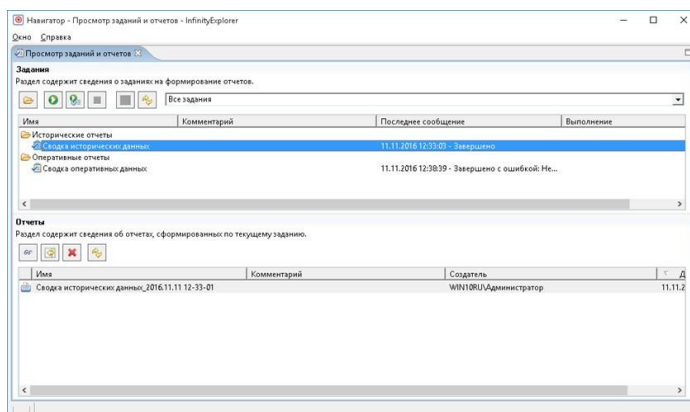 Навигатор - Просмотр заданий и отчетов - InfinityExplorer
Окно Справка
Просмотр заданий и отчетов
Задания
Раздел содержит сведения о заданиях на формирование отчетов.
Все задания
Имя Комментарий Последнее сообщение Выполнение
Исторические отчеты
Сводка исторических данных 11.11.2016 12:33:03 - Завершено
Оперативные отчеты
Сводка оперативных данных 11.11.2016 12:38:39 - Завершено с ошибкой: Не...
Отчеты
Раздел содержит сведения об отчетах, сформированных по текущему заданию.
Имя Комментарий Создатель Д
Сводка исторических данных_2016.11.11 12-33-01 WIN10RU\Администратор 11.11.2